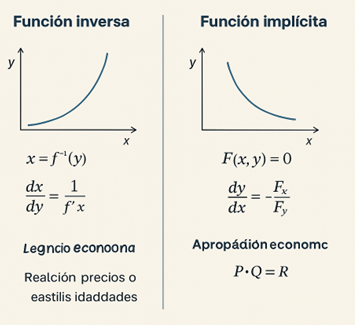 Función inversa
y
x
x = f⁻¹(y)
dx/dy = 1/f'x
Legncio econoona
Realción precios o
eastilis idaddades
Función implícita
y
x
F(x, y) = 0
dy/dx = -Fₓ/Fᵧ
Apropádión economc
P·Q = R